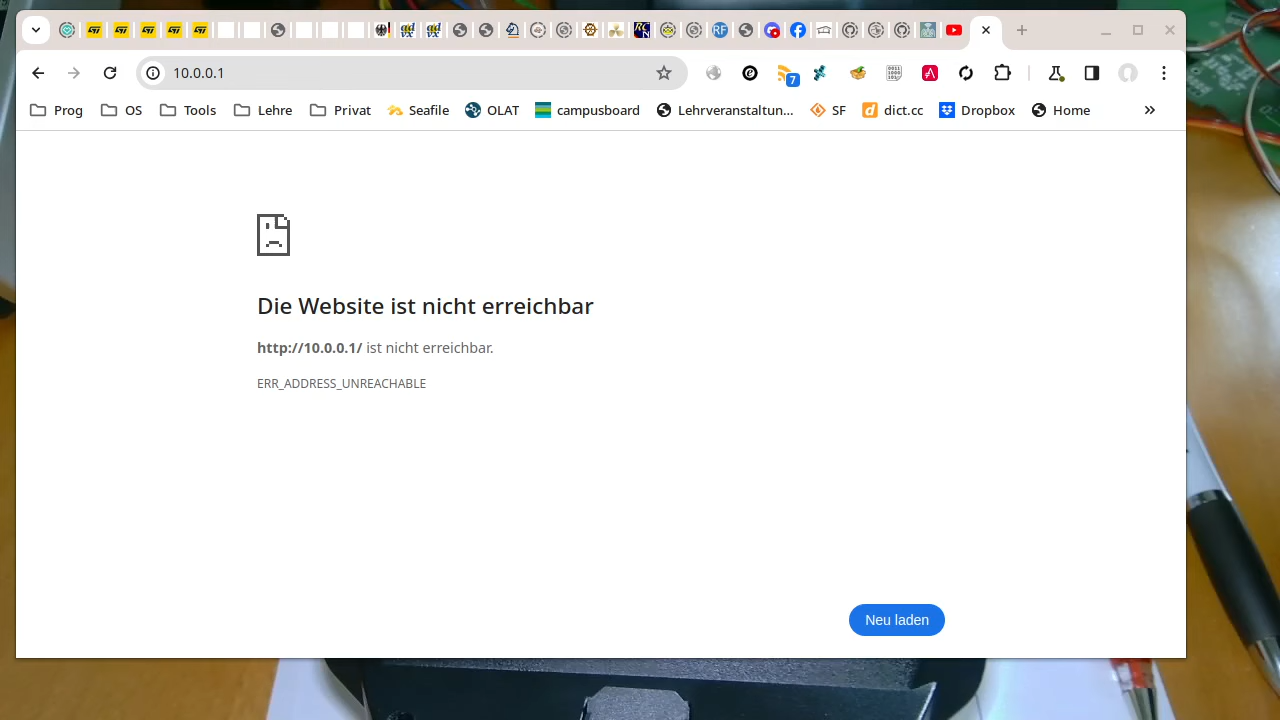 10.0.0.1
7
Prog OS Tools Lehre Privat Seafile OLAT campusboard Lehrveranstaltun... SF dict.cc Dropbox Home »
Die Website ist nicht erreichbar
http://10.0.0.1/ ist nicht erreichbar.
ERR_ADDRESS_UNREACHABLE
Neu laden